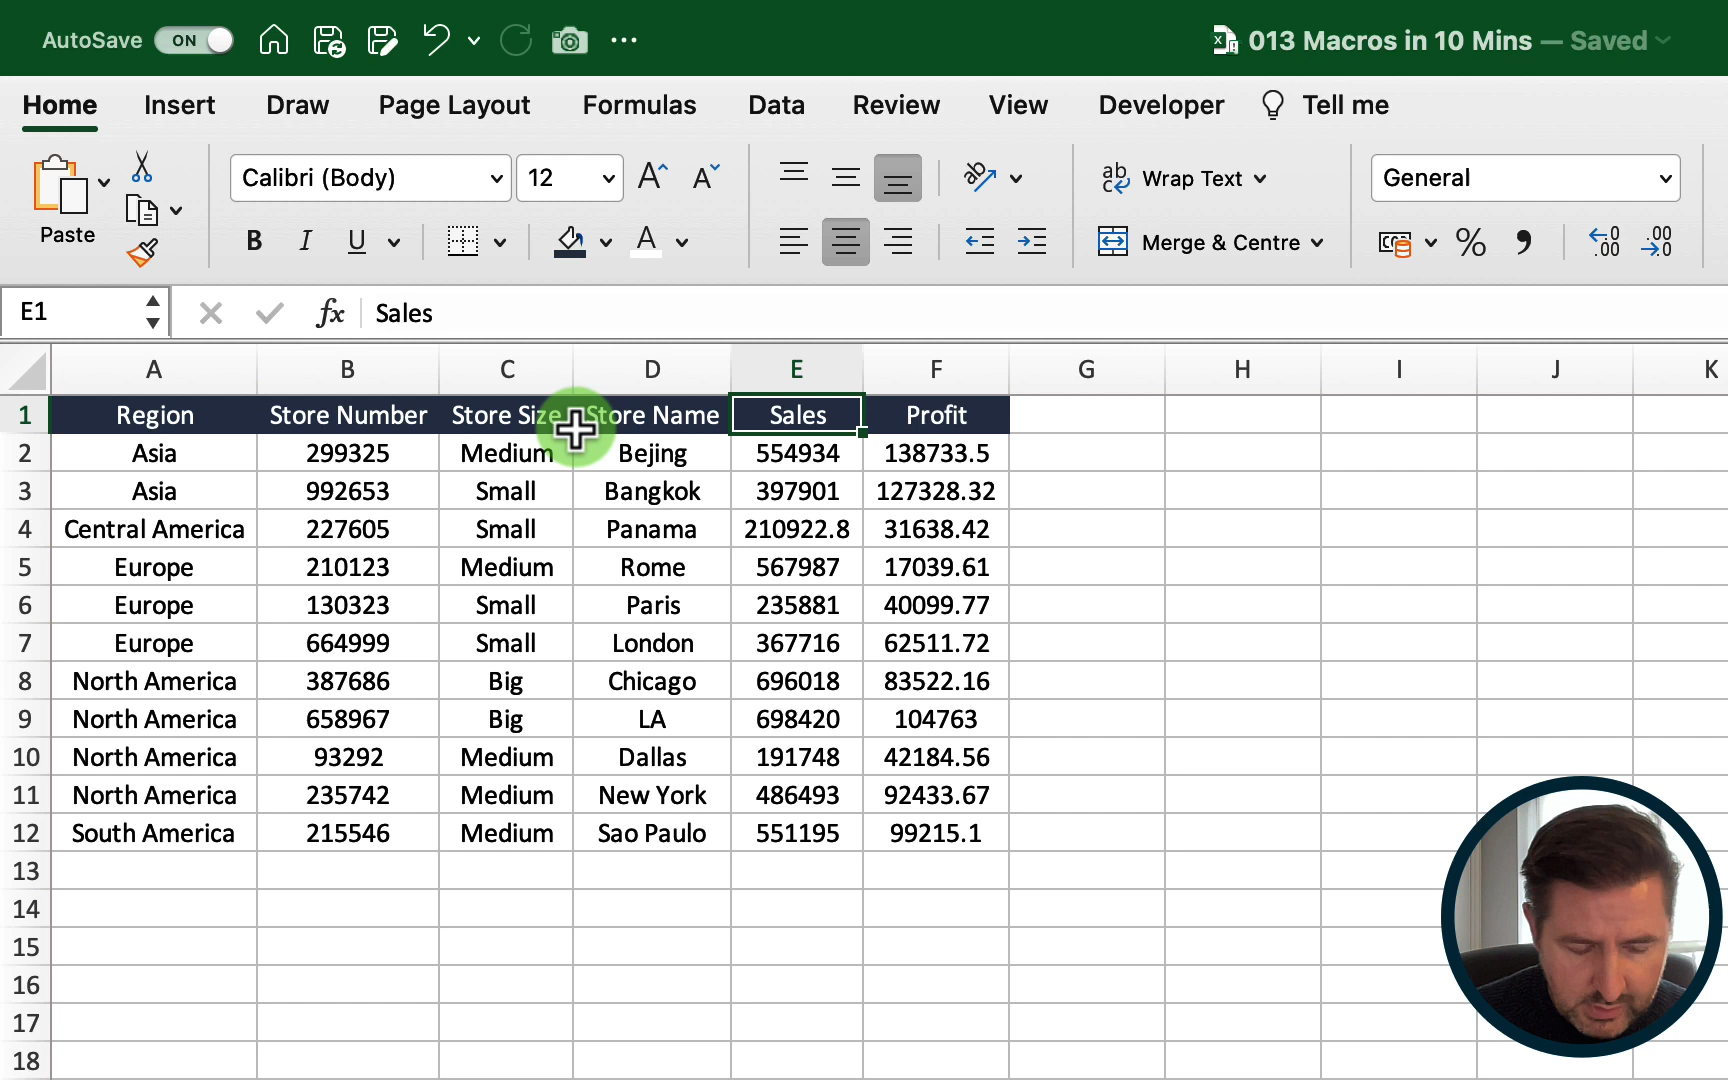 AutoSave ON 013 Macros in 10 Mins — Saved
Home Insert Draw Page Layout Formulas Data Review View Developer Tell me
Calibri (Body) 12 A A ab Wrap Text General
Paste B I U A Merge & Centre % , .00 .0
E1 fx Sales
A B C D E F G H I J K
1 Region Store Number Store Size Store Name Sales Profit
2 Asia 299325 Medium Bejing 554934 138733.5
3 Asia 992653 Small Bangkok 397901 127328.32
4 Central America 227605 Small Panama 210922.8 31638.42
5 Europe 210123 Medium Rome 567987 17039.61
6 Europe 130323 Small Paris 235881 40099.77
7 Europe 664999 Small London 367716 62511.72
8 North America 387686 Big Chicago 696018 83522.16
9 North America 658967 Big LA 698420 104763
10 North America 93292 Medium Dallas 191748 42184.56
11 North America 235742 Medium New York 486493 92433.67
12 South America 215546 Medium Sao Paulo 551195 99215.1
13
14
15
16
17
18